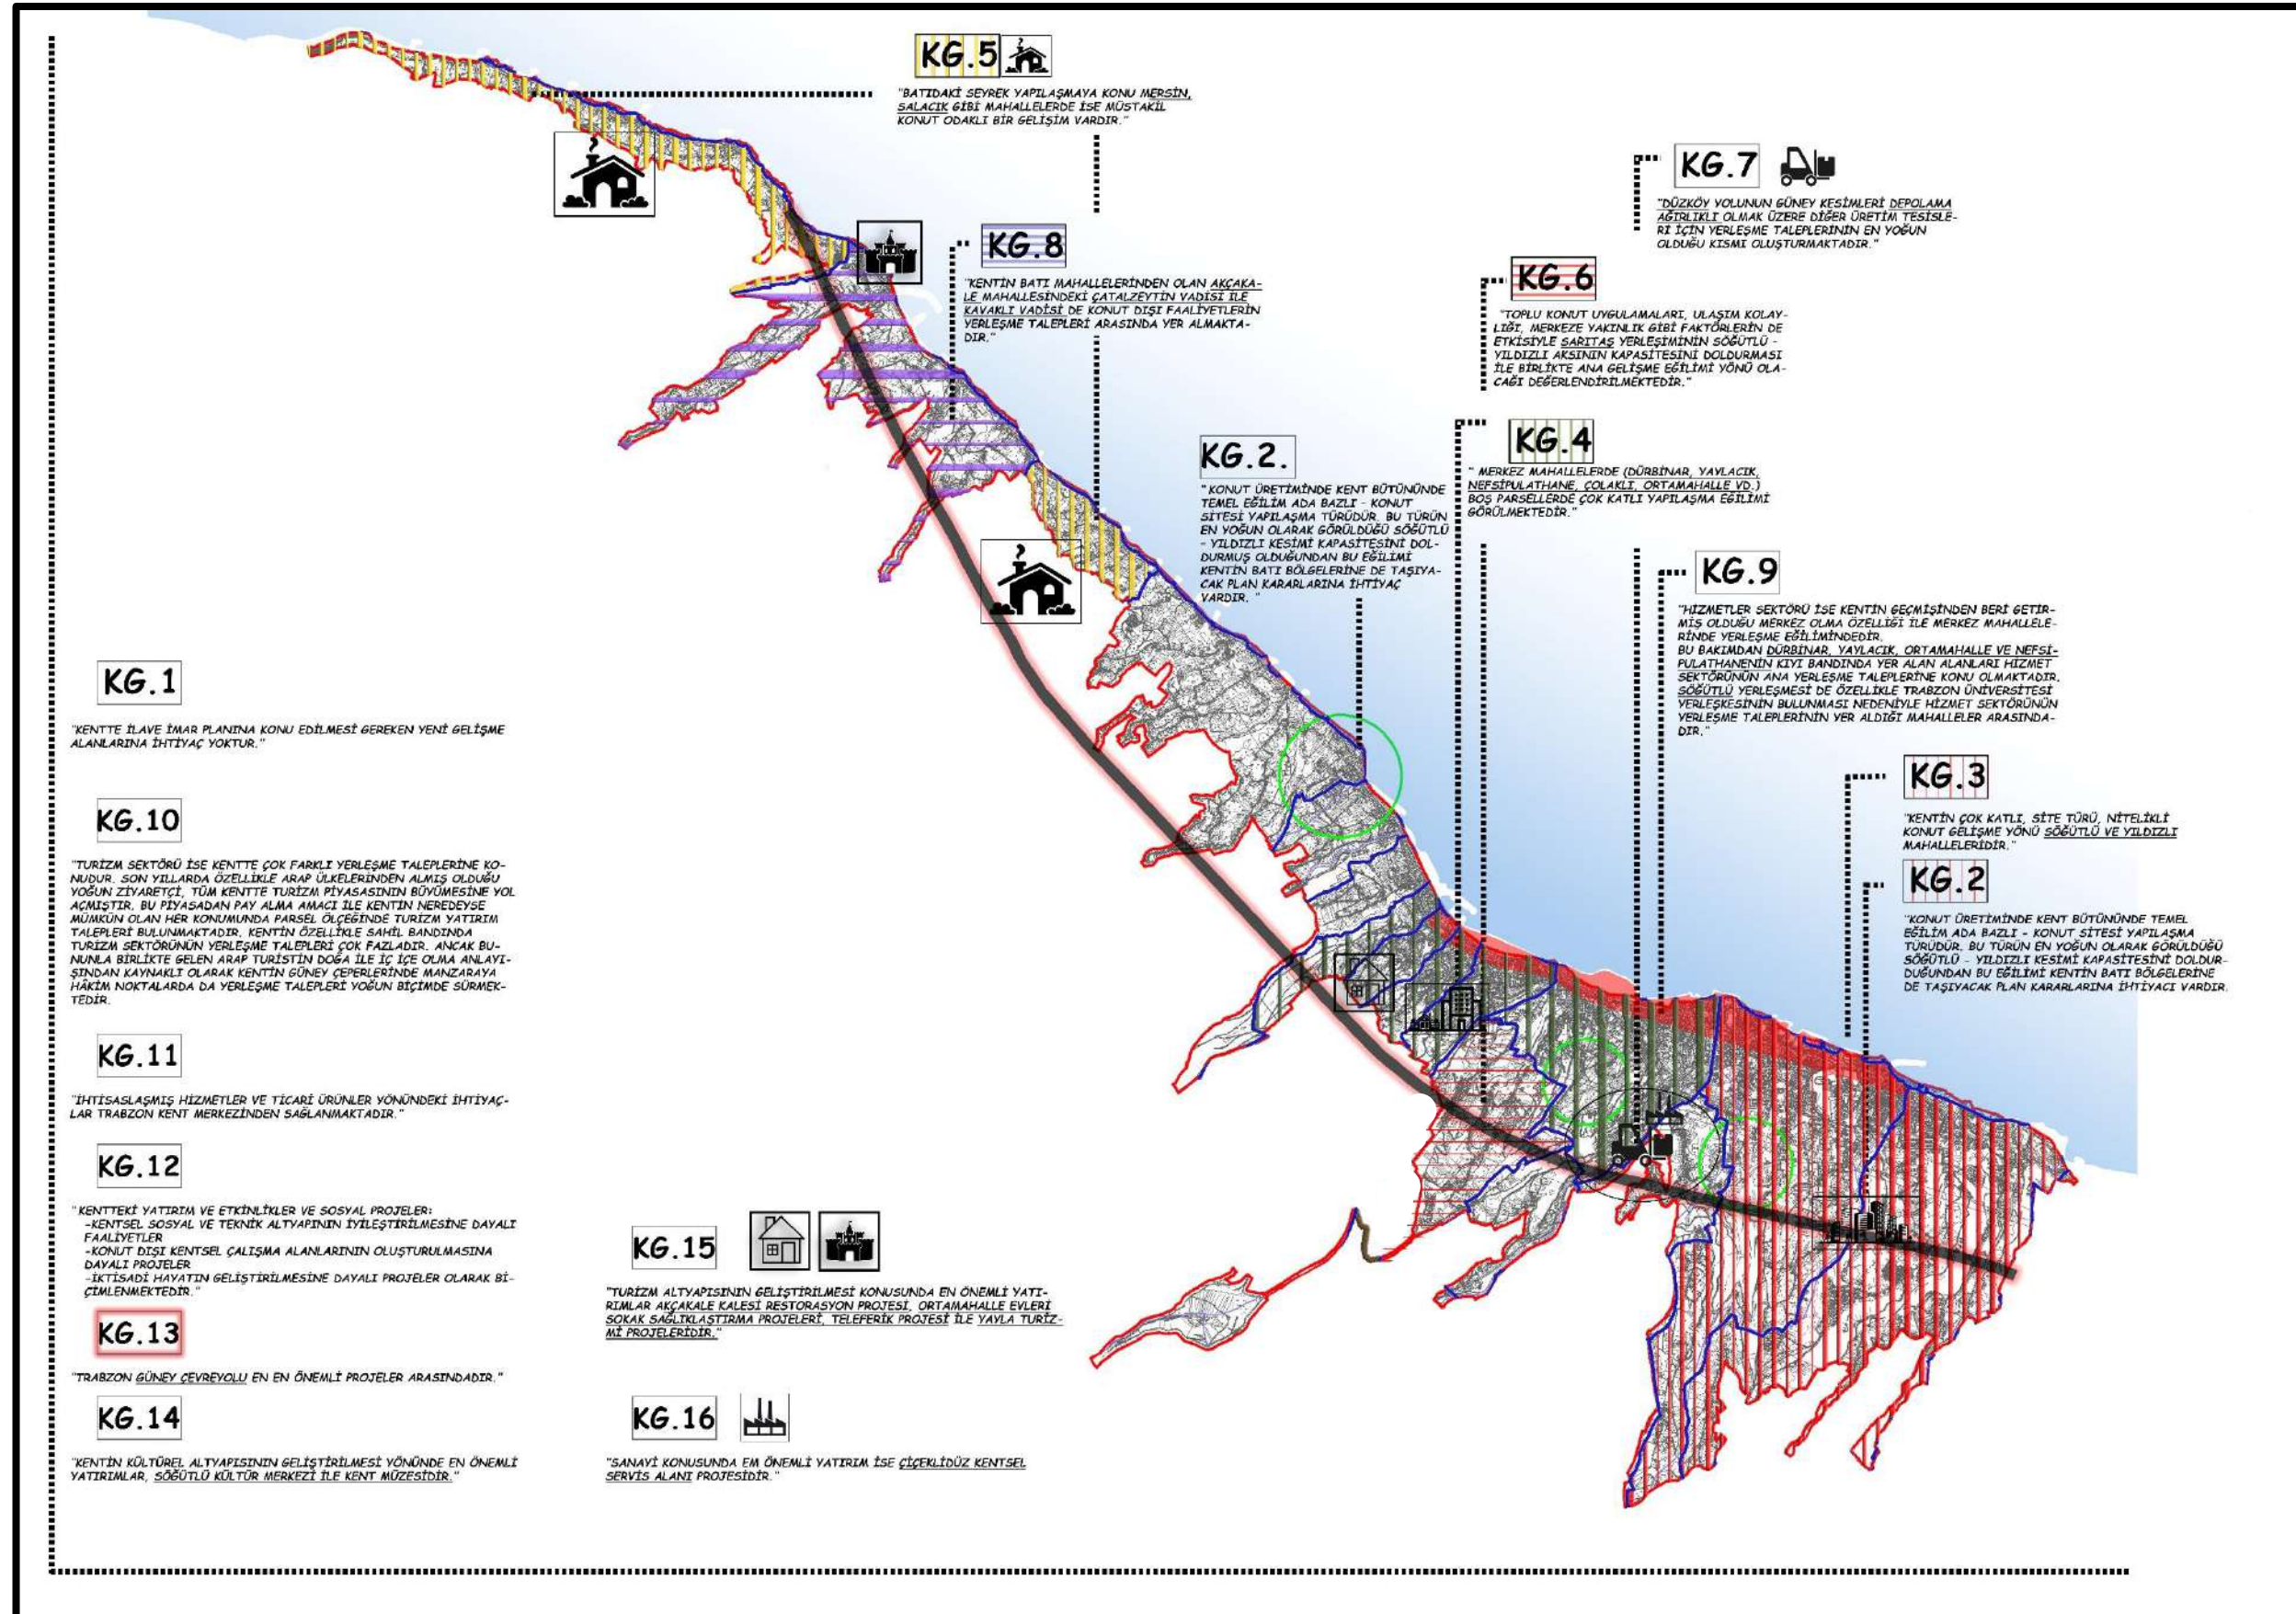 KG.5
"BATIDAKİ SEYREK YAPILAŞMAYA KONU MERSİN,
SALACIK GİBİ MAHALLELERDE İSE MÜSTAKİL
KONUT ODAKLI BİR GELİŞİM VARDIR."
KG.7
"DÜZKÖY YOLUNUN GÜNEY KESİMLERİ DEPOLAMA
AĞIRLIKLI OLMAK ÜZERE DİĞER ÜRETİM TESİSLE-
Rİ İÇİN YERLEŞME TALEPLERİNİN EN YOĞUN
OLDUĞU KISMI OLUŞTURMAKTADIR."
KG.8
"KENTİN BATI MAHALLELERİNDEN OLAN AKÇAKA-
LE MAHALLESİNDEKİ ÇATALZEYTİN VADİSİ İLE
KAVAKLI VADİSİ DE KONUT DIŞI FAALİYETLERİN
YERLEŞME TALEPLERİ ARASINDA YER ALMAKTA-
DIR."
KG.6
"TOPLU KONUT UYGULAMALARI, ULAŞIM KOLAY-
LIĞI, MERKEZE YAKINLIK GİBİ FAKTÖRLERİN DE
ETKİSİYLE SARITAŞ YERLEŞİMİNİN SÖĞÜTLÜ -
YILDIZLI AKSININ KAPASİTESİNİ DOLDURMASI
İLE BİRLİKTE ANA GELİŞME EĞİLİMİ YÖNÜ OLA-
CAĞI DEĞERLENDİRİLMEKTEDİR."
KG.4
" MERKEZ MAHALLELERDE (DÜRBİNAR, YAYLACIK,
NEFSİPULATHANE, ÇOLAKLI, ORTAMAHALLE VD.)
BOŞ PARSELLERDE ÇOK KATLI YAPILAŞMA EĞİLİMİ
GÖRÜLMEKTEDİR."
KG.2.
"KONUT ÜRETİMİNDE KENT BÜTÜNÜNDE
TEMEL EĞİLİM ADA BAZLI - KONUT
SİTESİ YAPILAŞMA TÜRÜDÜR. BU TÜRÜN
EN YOĞUN OLARAK GÖRÜLDÜĞÜ SÖĞÜTLÜ
- YILDIZLI KESİMİ KAPASİTESİNİ DOL-
DURMUŞ OLDUĞUNDAN BU EĞİLİMİ
KENTİN BATI BÖLGELERİNE DE TAŞIYA-
CAK PLAN KARARLARINA İHTİYAÇ
VARDIR. "
KG.9
"HİZMETLER SEKTÖRÜ İSE KENTİN GEÇMİŞİNDEN BERİ GETİR-
MİŞ OLDUĞU MERKEZ OLMA ÖZELLİĞİ İLE MERKEZ MAHALLELE-
RİNDE YERLEŞME EĞİLİMİNDEDİR.
BU BAKIMDAN DÜRBİNAR, YAYLACIK, ORTAMAHALLE VE NEFSİ-
PULATHANENİN KIYI BANDINDA YER ALAN ALANLARI HİZMET
SEKTÖRÜNÜN ANA YERLEŞME TALEPLERİNE KONU OLMAKTADIR.
SÖĞÜTLÜ YERLEŞMESİ DE ÖZELLİKLE TRABZON ÜNİVERSİTESİ
YERLEŞKESİNİN BULUNMASI NEDENİYLE HİZMET SEKTÖRÜNÜN
YERLEŞME TALEPLERİNİN YER ALDIĞI MAHALLELER ARASINDA-
DIR."
KG.3
"KENTİN ÇOK KATLI, SİTE TÜRÜ, NİTELİKLİ
KONUT GELİŞME YÖNÜ SÖĞÜTLÜ VE YILDIZLI
MAHALLELERİDİR."
KG.2
"KONUT ÜRETİMİNDE KENT BÜTÜNÜNDE TEMEL
EĞİLİM ADA BAZLI - KONUT SİTESİ YAPILAŞMA
TÜRÜDÜR. BU TÜRÜN EN YOĞUN OLARAK GÖRÜLDÜĞÜ
SÖĞÜTLÜ - YILDIZLI KESİMİ KAPASİTESİNİ DOLDUR-
DUĞUNDAN BU EĞİLİMİ KENTİN BATI BÖLGELERİNE
DE TAŞIYACAK PLAN KARARLARINA İHTİYACI VARDIR.
KG.1
"KENTTE İLAVE İMAR PLANINA KONU EDİLMESİ GEREKEN YENİ GELİŞME
ALANLARINA İHTİYAÇ YOKTUR."
KG.10
"TURİZM SEKTÖRÜ İSE KENTTE ÇOK FARKLI YERLEŞME TALEPLERİNE KO-
NUDUR. SON YILLARDA ÖZELLİKLE ARAP ÜLKELERİNDEN ALMIŞ OLDUĞU
YOĞUN ZİYARETÇİ, TÜM KENTTE TURİZM PİYASASININ BÜYÜMESİNE YOL
AÇMIŞTIR. BU PİYASADAN PAY ALMA AMACI İLE KENTİN NEREDEYSE
MÜMKÜN OLAN HER KONUMUNDA PARSEL ÖLÇEĞİNDE TURİZM YATIRIM
TALEPLERİ BULUNMAKTADIR. KENTİN ÖZELLİKLE SAHİL BANDINDA
TURİZM SEKTÖRÜNÜN YERLEŞME TALEPLERİ ÇOK FAZLADIR. ANCAK BU-
NUNLA BİRLİKTE GELEN ARAP TURİSTİN DOĞA İLE İÇ İÇE OLMA ANLAYI-
ŞINDAN KAYNAKLI OLARAK KENTİN GÜNEY ÇEPERLERİNDE MANZARAYA
HÂKİM NOKTALARDA DA YERLEŞME TALEPLERİ YOĞUN BİÇİMDE SÜRMEK-
TEDİR.
KG.11
"İHTİSASLAŞMIŞ HİZMETLER VE TİCARİ ÜRÜNLER YÖNÜNDEKİ İHTİYAÇ-
LAR TRABZON KENT MERKEZİNDEN SAĞLANMAKTADIR."
KG.12
"KENTTEKİ YATIRIM VE ETKİNLİKLER VE SOSYAL PROJELER:
-KENTSEL SOSYAL VE TEKNİK ALTYAPININ İYİLEŞTİRİLMESİNE DAYALI
FAALİYETLER
-KONUT DIŞI KENTSEL ÇALIŞMA ALANLARININ OLUŞTURULMASINA
DAYALI PROJELER
-İKTİSADİ HAYATIN GELİŞTİRİLMESİNE DAYALI PROJELER OLARAK Bİ-
ÇİMLENMEKTEDİR."
KG.13
"TRABZON GÜNEY ÇEVREYOLU EN EN ÖNEMLİ PROJELER ARASINDADIR."
KG.14
"KENTİN KÜLTÜREL ALTYAPISININ GELİŞTİRİLMESİ YÖNÜNDE EN ÖNEMLİ
YATIRIMLAR, SÖĞÜTLÜ KÜLTÜR MERKEZİ İLE KENT MÜZESİDİR."
KG.15
"TURİZM ALTYAPISININ GELİŞTİRİLMESİ KONUSUNDA EN ÖNEMLİ YATI-
RIMLAR AKÇAKALE KALESİ RESTORASYON PROJESİ, ORTAMAHALLE EVLERİ
SOKAK SAĞLIKLAŞTIRMA PROJELERİ, TELEFERİK PROJESİ İLE YAYLA TURİZ-
Mİ PROJELERİDİR."
KG.16
"SANAYİ KONUSUNDA EM ÖNEMLİ YATIRIM İSE ÇİÇEKLİDÜZ KENTSEL
SERVİS ALANI PROJESİDİR."